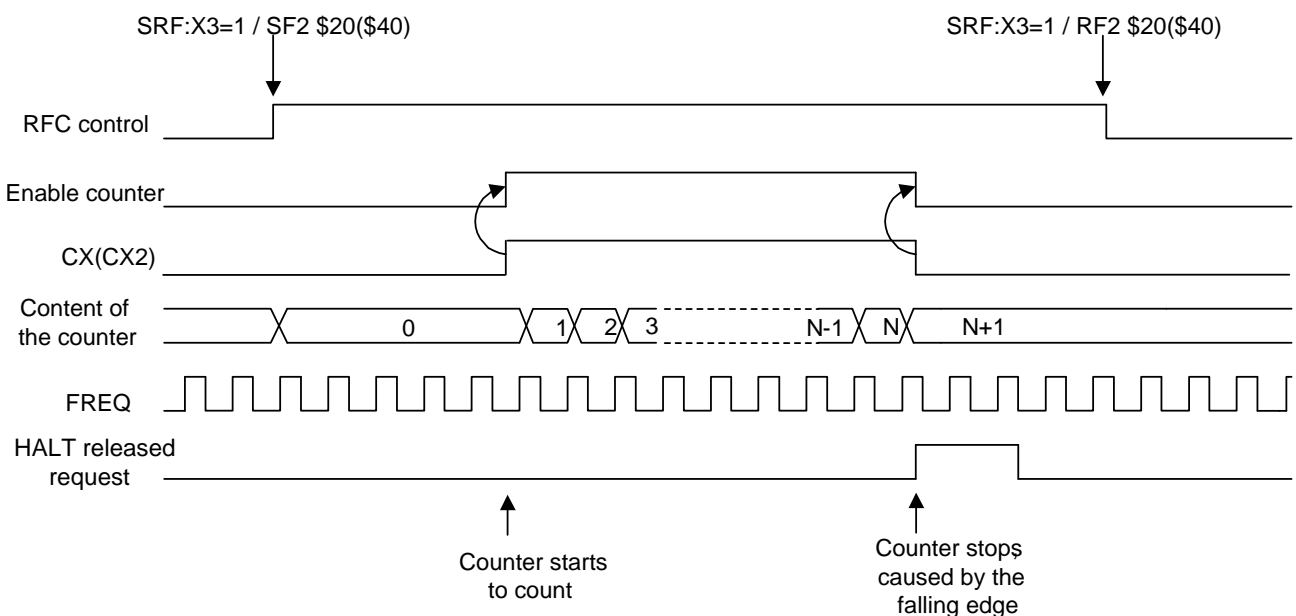 SRF:X3=1 / SF2 $20($40)
SRF:X3=1 / RF2 $20($40)
RFC control
Enable counter
CX(CX2)
Content of
the counter
0
1
2
3
N-1
N
N+1
FREQ
HALT released
request
Counter starts
to count
Counter stops
caused by the
falling edge